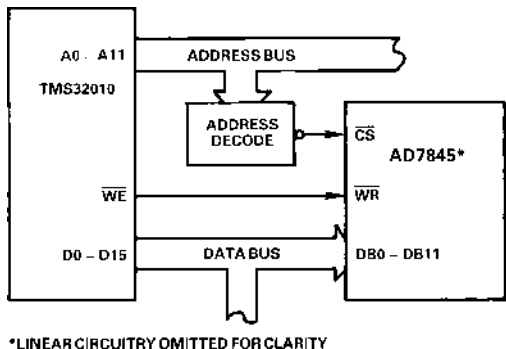 A0 - A11
ADDRESS BUS
TMS32010
ADDRESS
DECODE
CS
AD7845*
WE
WR
D0 – D15
DATA BUS
DB0 – DB11
*LINEAR CIRCUITRY OMITTED FOR CLARITY